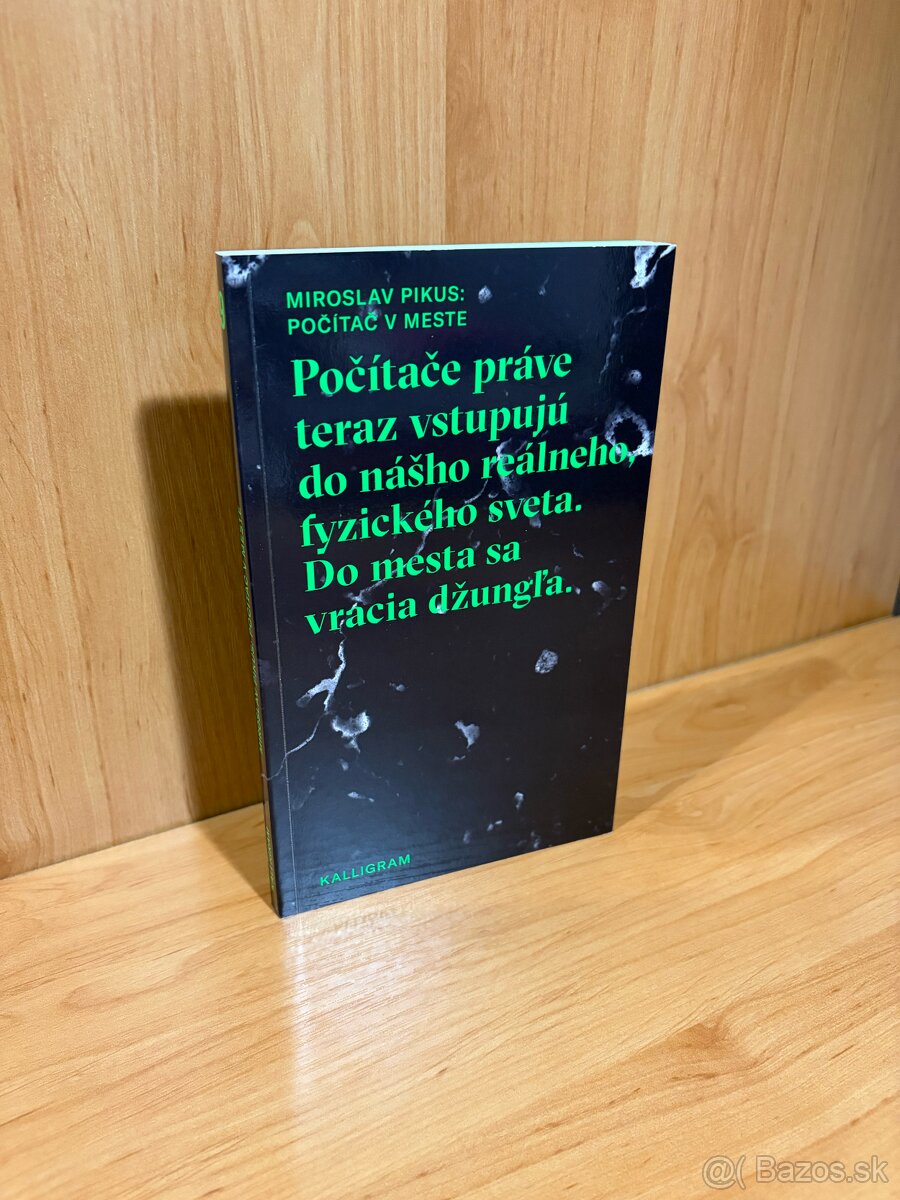 MIROSLAV PIKUS:
POČÍTAČ V MESTE
Počítače práve
teraz vstupujú
do nášho reálneho,
fyzického sveta.
Do mesta sa
vracia džungľa.
KALLIGRAM
@( Bazos.sk